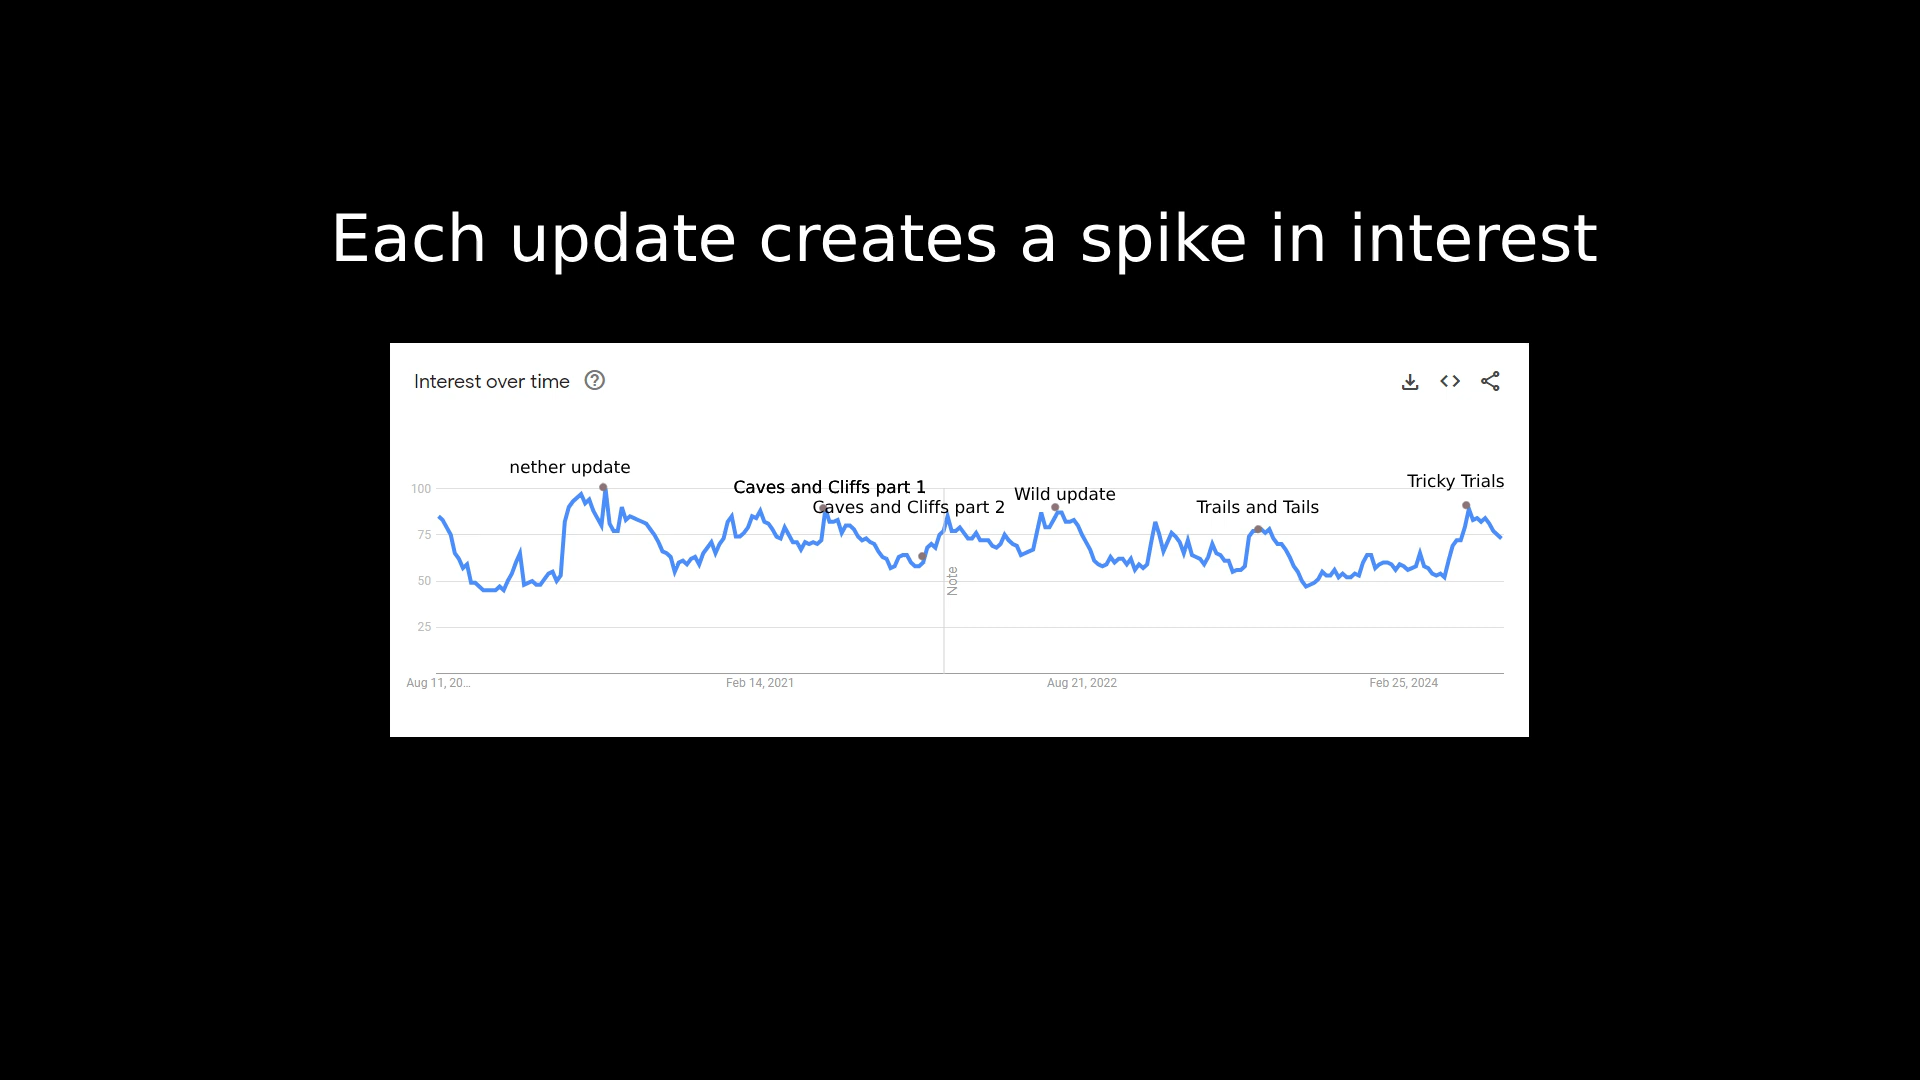 Each update creates a spike in interest
Interest over time
nether update
Tricky Trials
Caves and Cliffs part 1
Wild update
Caves and Cliffs part 2
Trails and Tails
100
75
50
25
Note
Aug 11, 20...
Feb 14, 2021
Aug 21, 2022
Feb 25, 2024